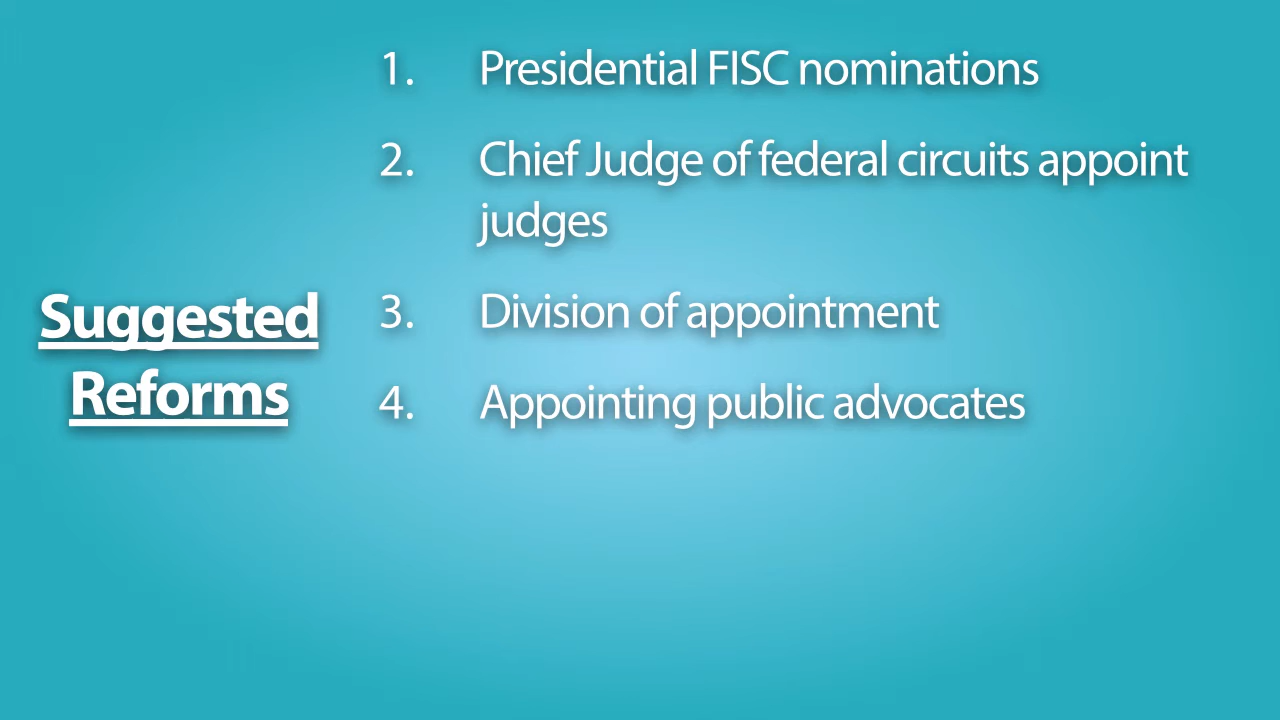 Suggested
Reforms
1. Presidential FISC nominations
2. Chief Judge of federal circuits appoint
judges
3. Division of appointment
4. Appointing public advocates